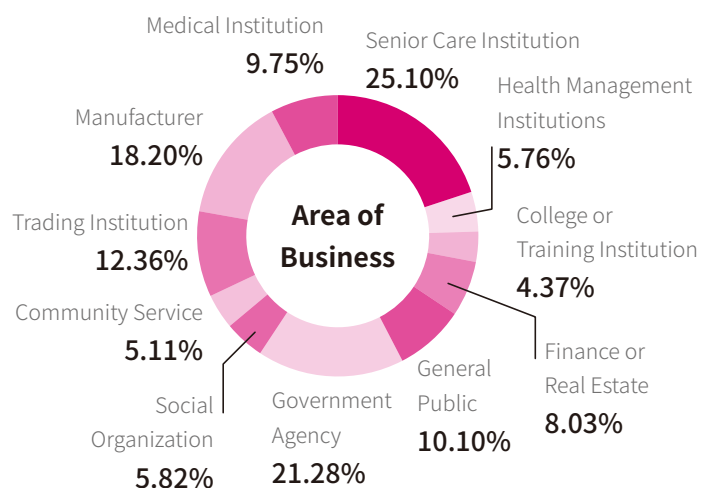 Medical Institution
9.75%
Senior Care Institution
25.10%
Health Management
Institutions
5.76%
College or
Training Institution
4.37%
Finance or
Real Estate
8.03%
General
Public
10.10%
Government
Agency
21.28%
Social
Organization
5.82%
Community Service
5.11%
Trading Institution
12.36%
Manufacturer
18.20%
Area of
Business